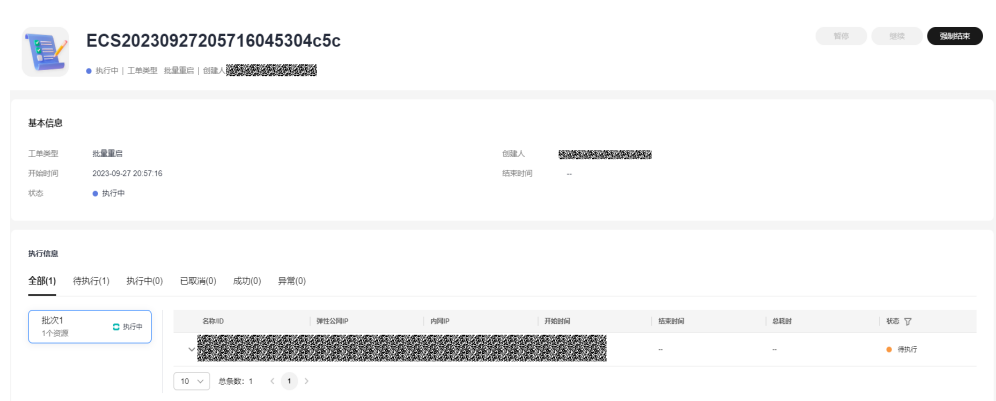 ECS20230927205716045304c5c
暂停 继续 强制结束
执行中 | 工单类型 批量重启 | 创建人
基本信息
工单类型 批量重启 创建人
开始时间 2023-09-27 20:57:16 结束时间 --
状态 执行中
执行信息
全部(1) 待执行(1) 执行中(0) 已取消(0) 成功(0) 异常(0)
批次1
1个资源
执行中
名称/ID 弹性公网IP 内网IP 开始时间 结束时间 总耗时 状态
-- -- 待执行
10 总条数: 1 < 1 >